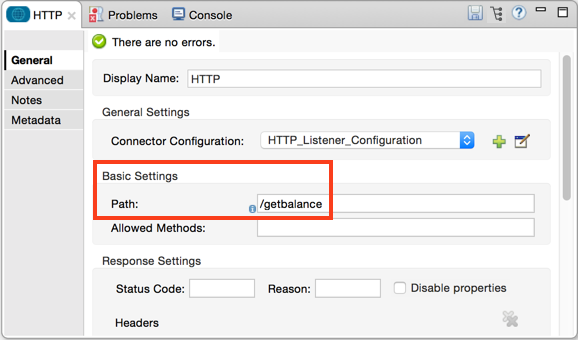 HTTP Problems Console
There are no errors.
General
Advanced
Notes
Metadata
Display Name: HTTP
General Settings
Connector Configuration: HTTP_Listener_Configuration
Basic Settings
Path: /getbalance
Allowed Methods:
Response Settings
Status Code: Reason: Disable properties
Headers